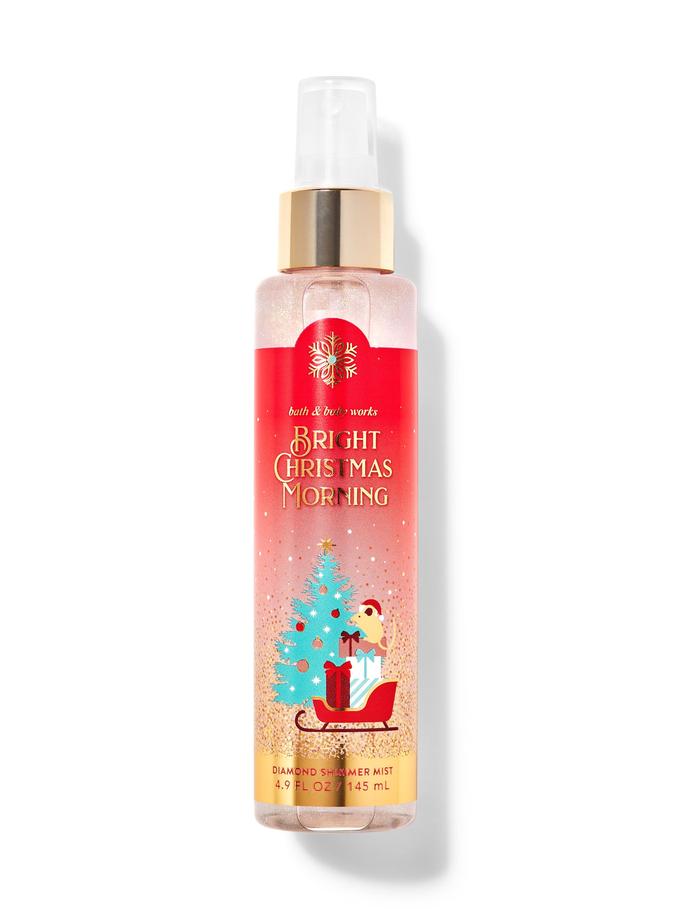 bath & body works
BRIGHT
CHRISTMAS
MORNING
DIAMOND SHIMMER MIST
4.9 FL OZ / 145 mL